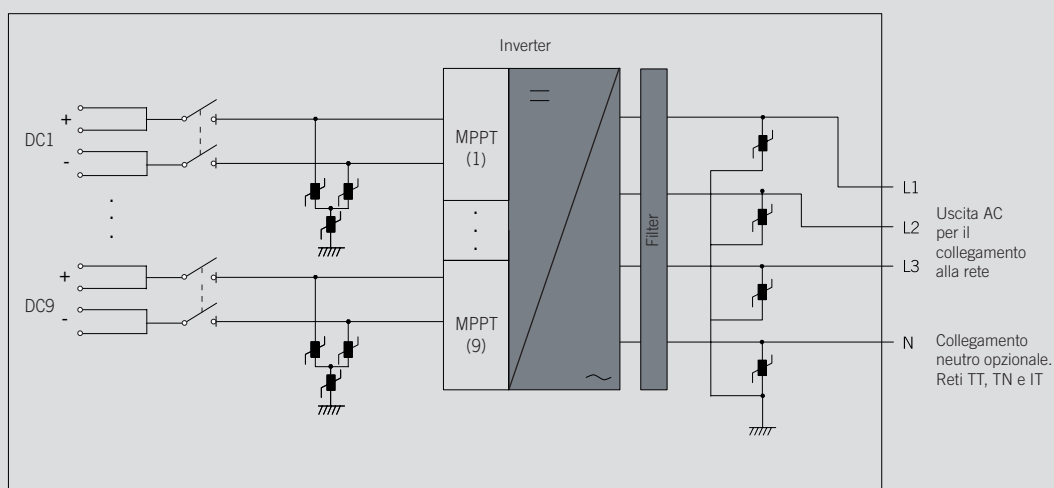 Inverter
DC1
+
-
MPPT
(1)
DC9
+
-
MPPT
(9)
Filter
L1
L2
L3
N
Uscita AC
per il
collegamento
alla rete
Collegamento
neutro opzionale.
Reti TT, TN e IT